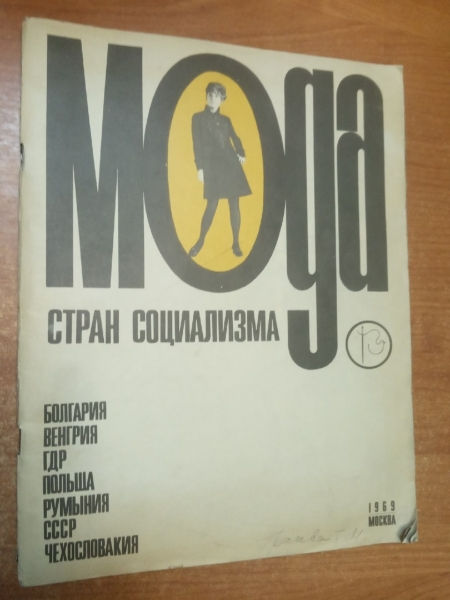 мода
СТРАН СОЦИАЛИЗМА
БОЛГАРИЯ
ВЕНГРИЯ
ГДР
ПОЛЬША
РУМЫНИЯ
СССР
ЧЕХОСЛОВАКИЯ
1969
МОСКВА